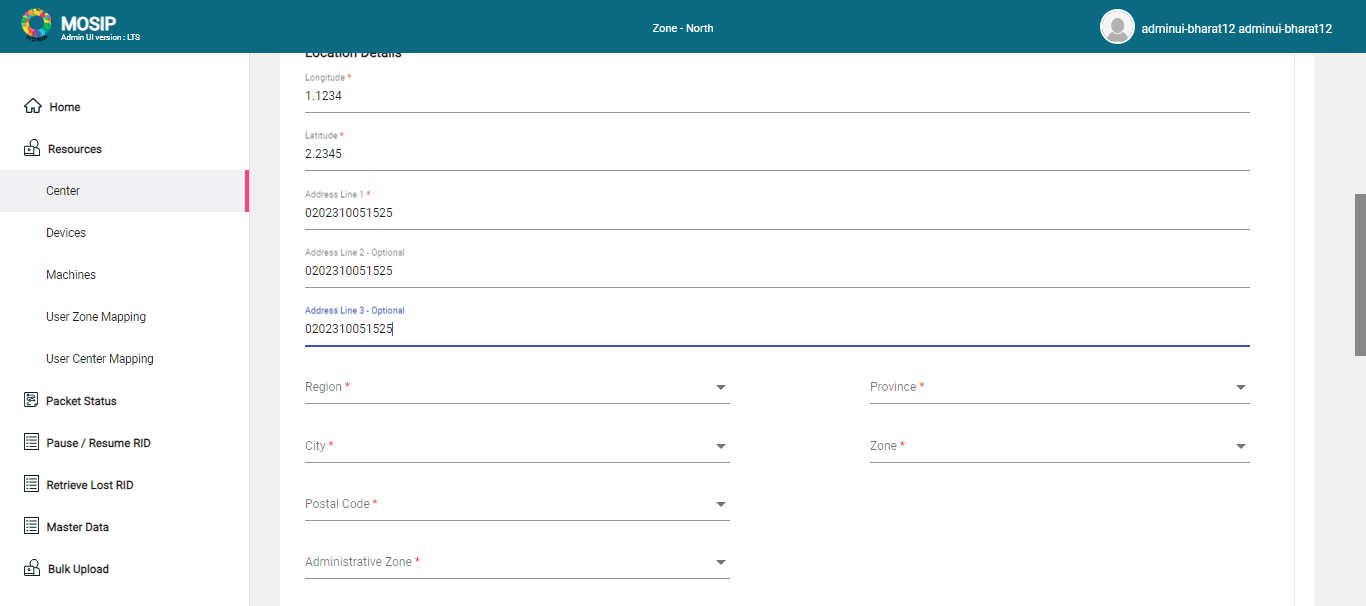 MOSIP
Admin UI version : LTS
Zone - North
adminui-bharat12 adminui-bharat12
Home
Resources
Center
Devices
Machines
User Zone Mapping
User Center Mapping
Packet Status
Pause / Resume RID
Retrieve Lost RID
Master Data
Bulk Upload
Location Details
Longitude *
1.1234
Latitude *
2.2345
Address Line 1 *
0202310051525
Address Line 2 - Optional
0202310051525
Address Line 3 - Optional
0202310051525
Region * Province *
City * Zone *
Postal Code *
Administrative Zone *